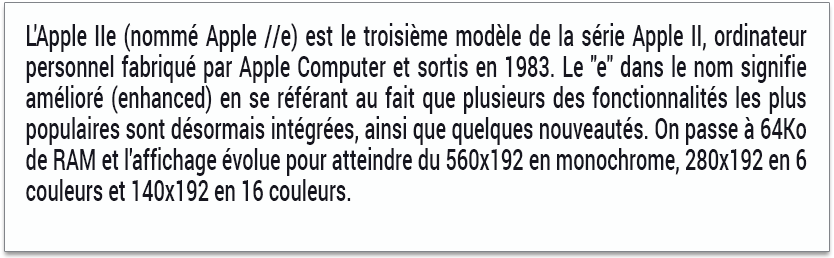 L'Apple IIe (nommé Apple //e) est le troisième modèle de la série Apple II, ordinateur
personnel fabriqué par Apple Computer et sortis en 1983. Le "e" dans le nom signifie
amélioré (enhanced) en se référant au fait que plusieurs des fonctionnalités les plus
populaires sont désormais intégrées, ainsi que quelques nouveautés. On passe à 64Ko
de RAM et l'affichage évolue pour atteindre du 560x192 en monochrome, 280x192 en 6
couleurs et 140x192 en 16 couleurs.